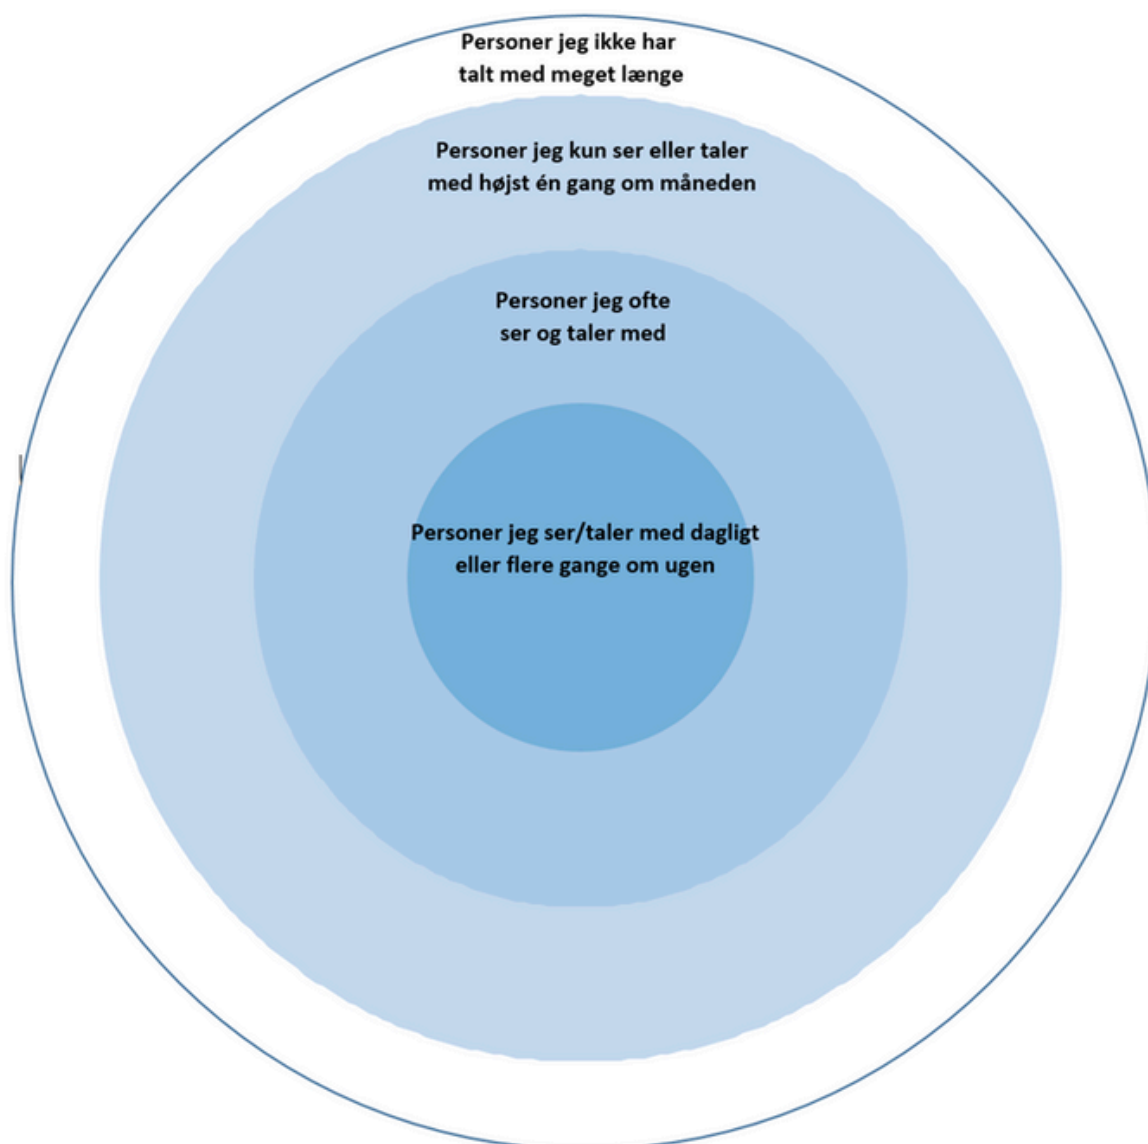 Personer jeg ikke har
talt med meget længe
Personer jeg kun ser eller taler
med højst én gang om måneden
Personer jeg ofte
ser og taler med
Personer jeg ser/taler med dagligt
eller flere gange om ugen